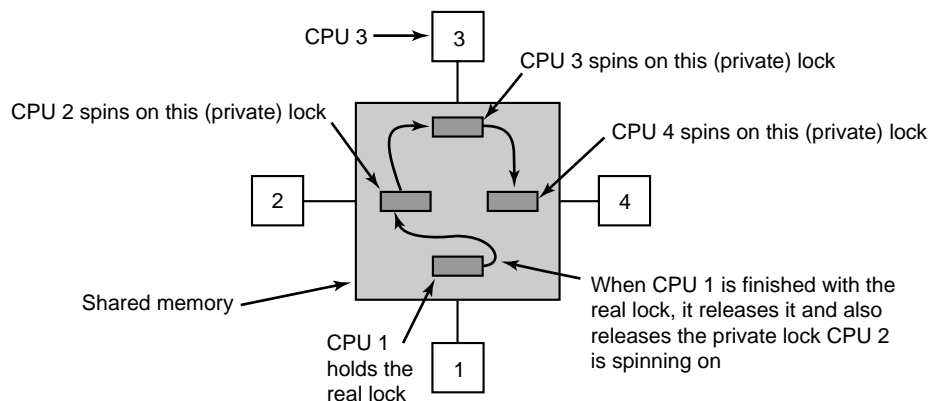 CPU 3
3
CPU 3 spins on this (private) lock
CPU 2 spins on this (private) lock
CPU 4 spins on this (private) lock
2
4
Shared memory
When CPU 1 is finished with the
real lock, it releases it and also
releases the private lock CPU 2
is spinning on
CPU 1
holds the
real lock
1